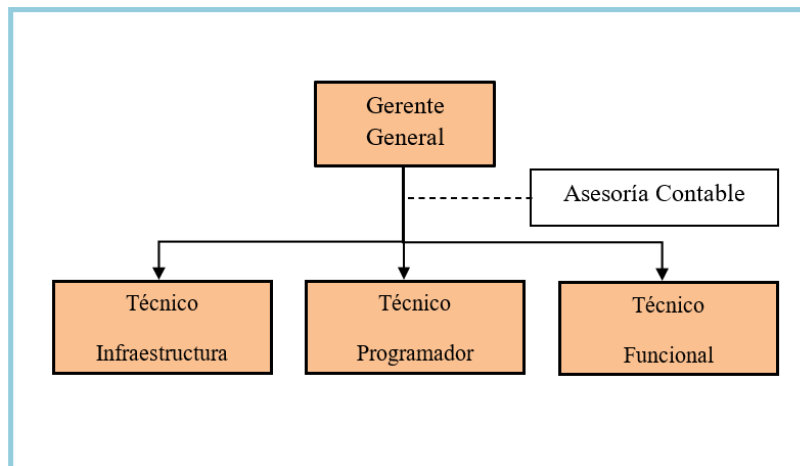 Gerente
General
Asesoría Contable
Técnico
Infraestructura
Técnico
Programador
Técnico
Funcional